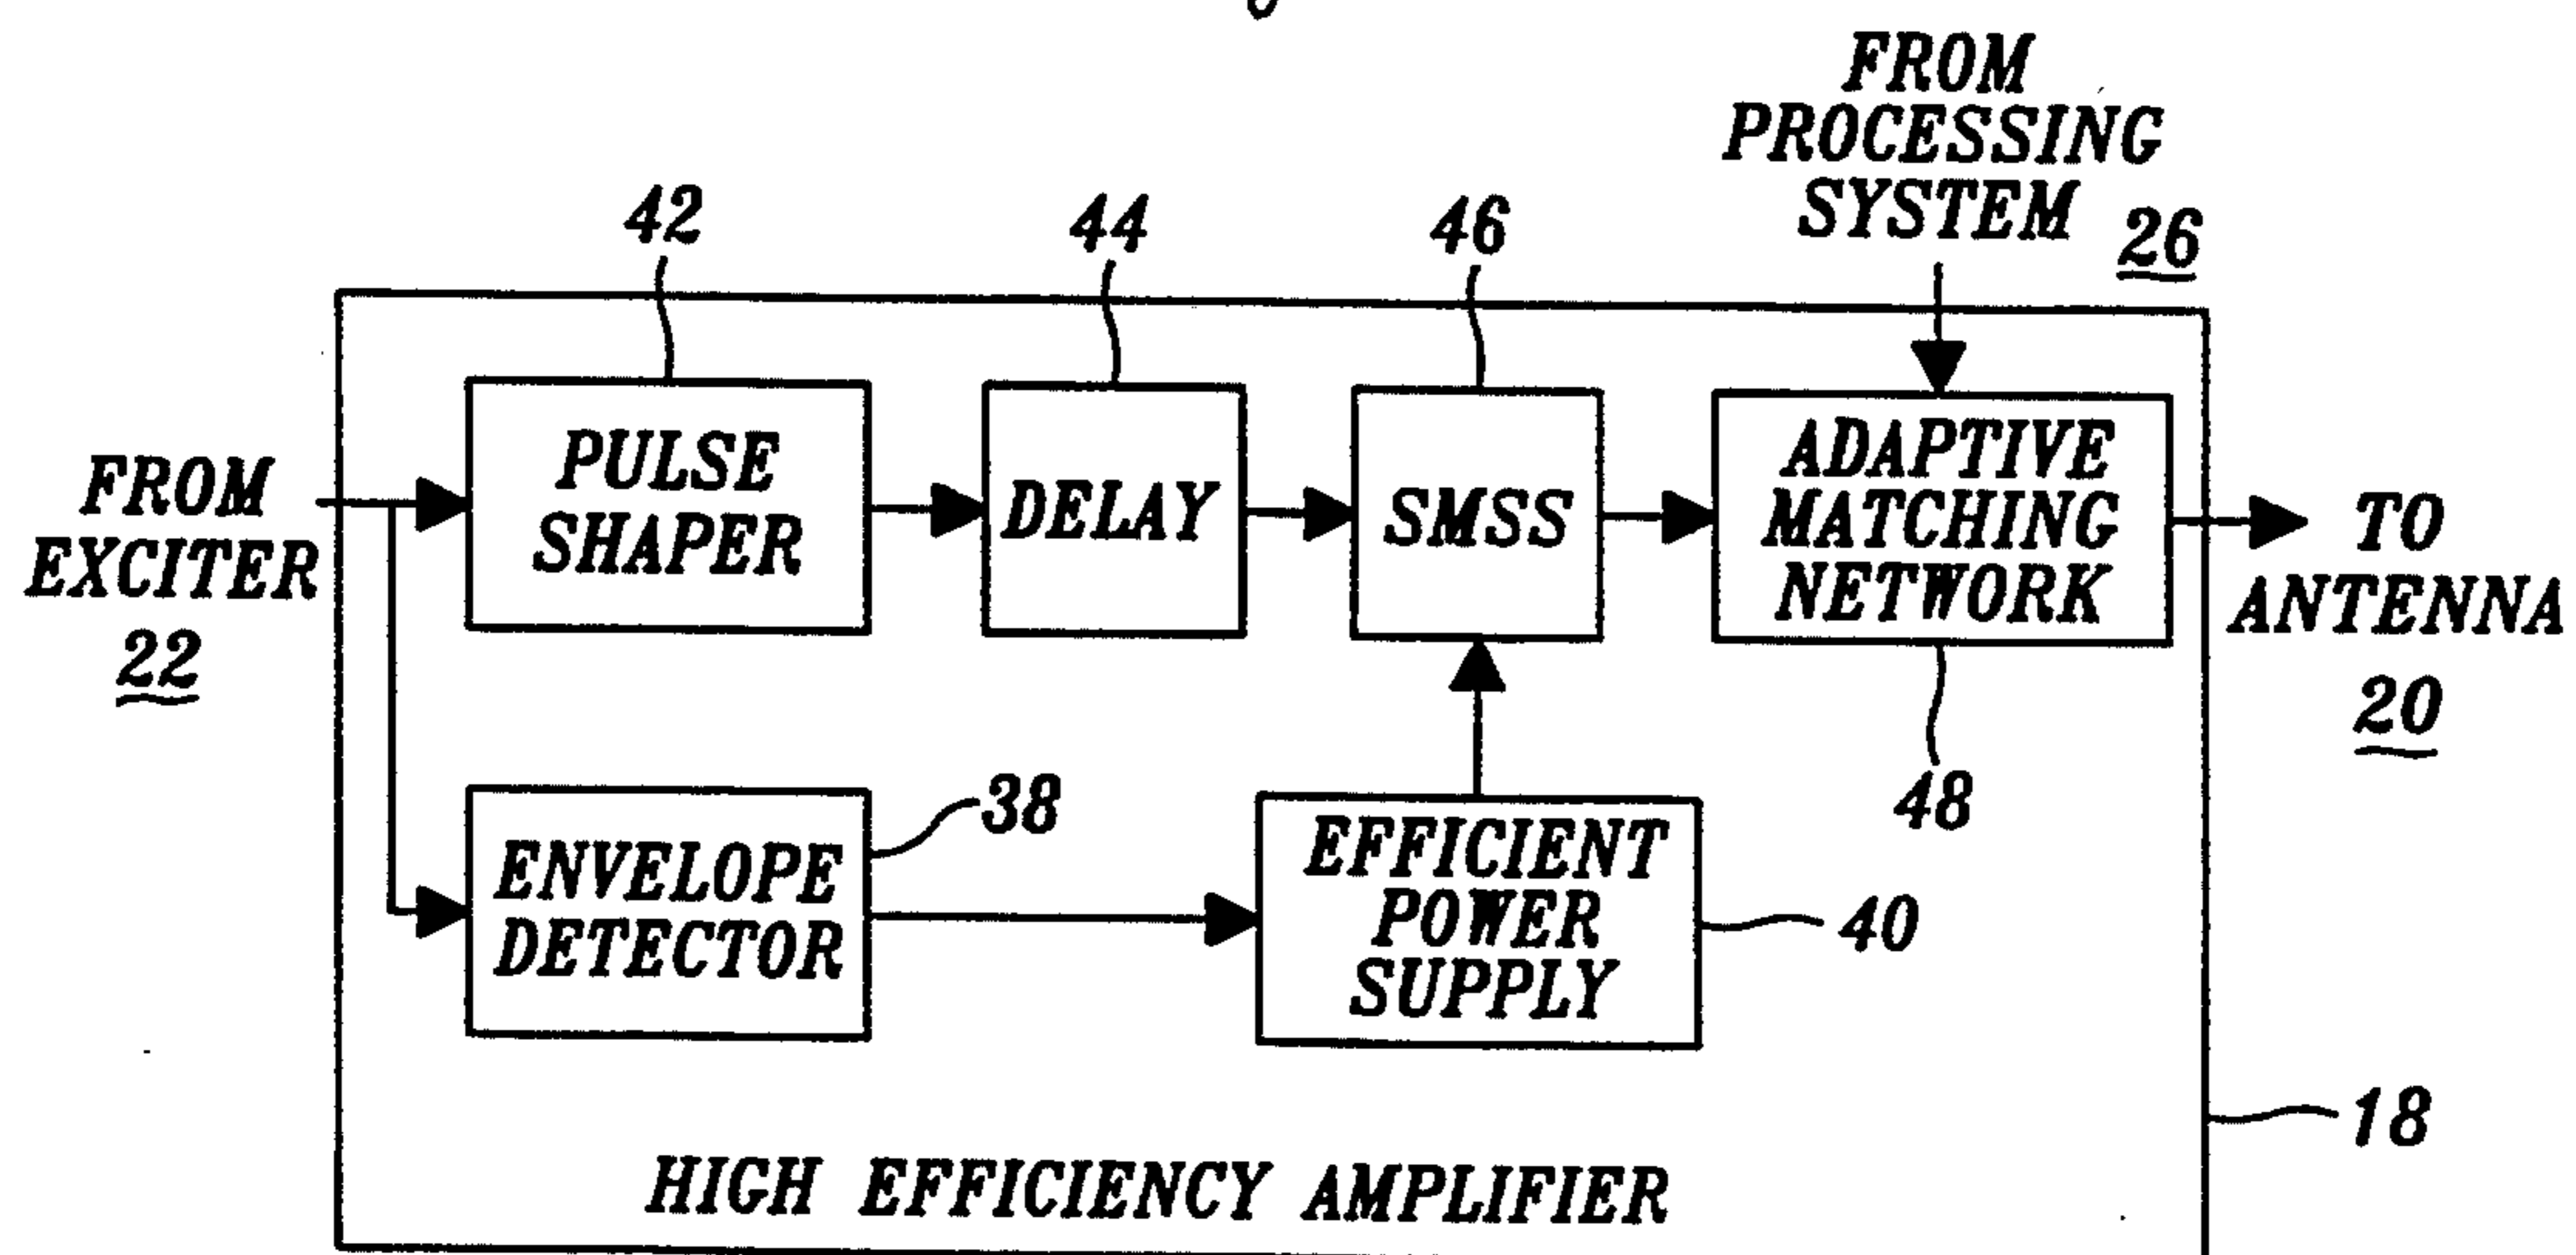 FROM
PROCESSING
SYSTEM
26
42
44
46
FROM
EXCITER
22
PULSE
SHAPER
DELAY
SMSS
ADAPTIVE
MATCHING
NETWORK
TO
ANTENNA
20
48
38
ENVELOPE
DETECTOR
EFFICIENT
POWER
SUPPLY
40
18
HIGH EFFICIENCY AMPLIFIER